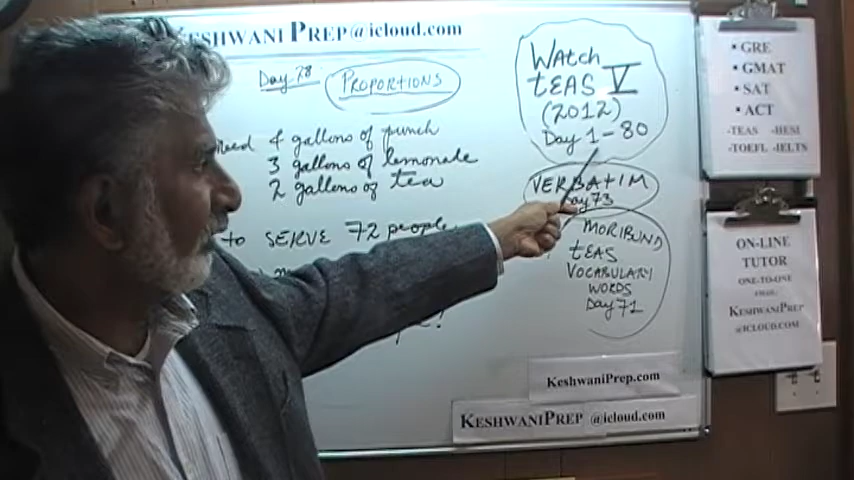 KESHWANI PREP@iCLOUD.COM
Day 78
PROPORTIONS
need 4 gallons of punch
3 gallons of lemonade
2 gallons of tea
to SERVE 72 people
WATCH
tEAS V
(2012)
Day 1-80
VERBATIM
Day 73
MORIBUND
tEAS
VOCABULARY
WORDS
Day 71
KESHWANIPREP.COM
KESHWANIPREP @iCLOUD.COM
• GRE
• GMAT
• SAT
• ACT
-TEAS -HESI
-TOEFL -IELTS
ON-LINE
TUTOR
ONE-TO-ONE
KESHWANIPREP
@iCLOUD.COM